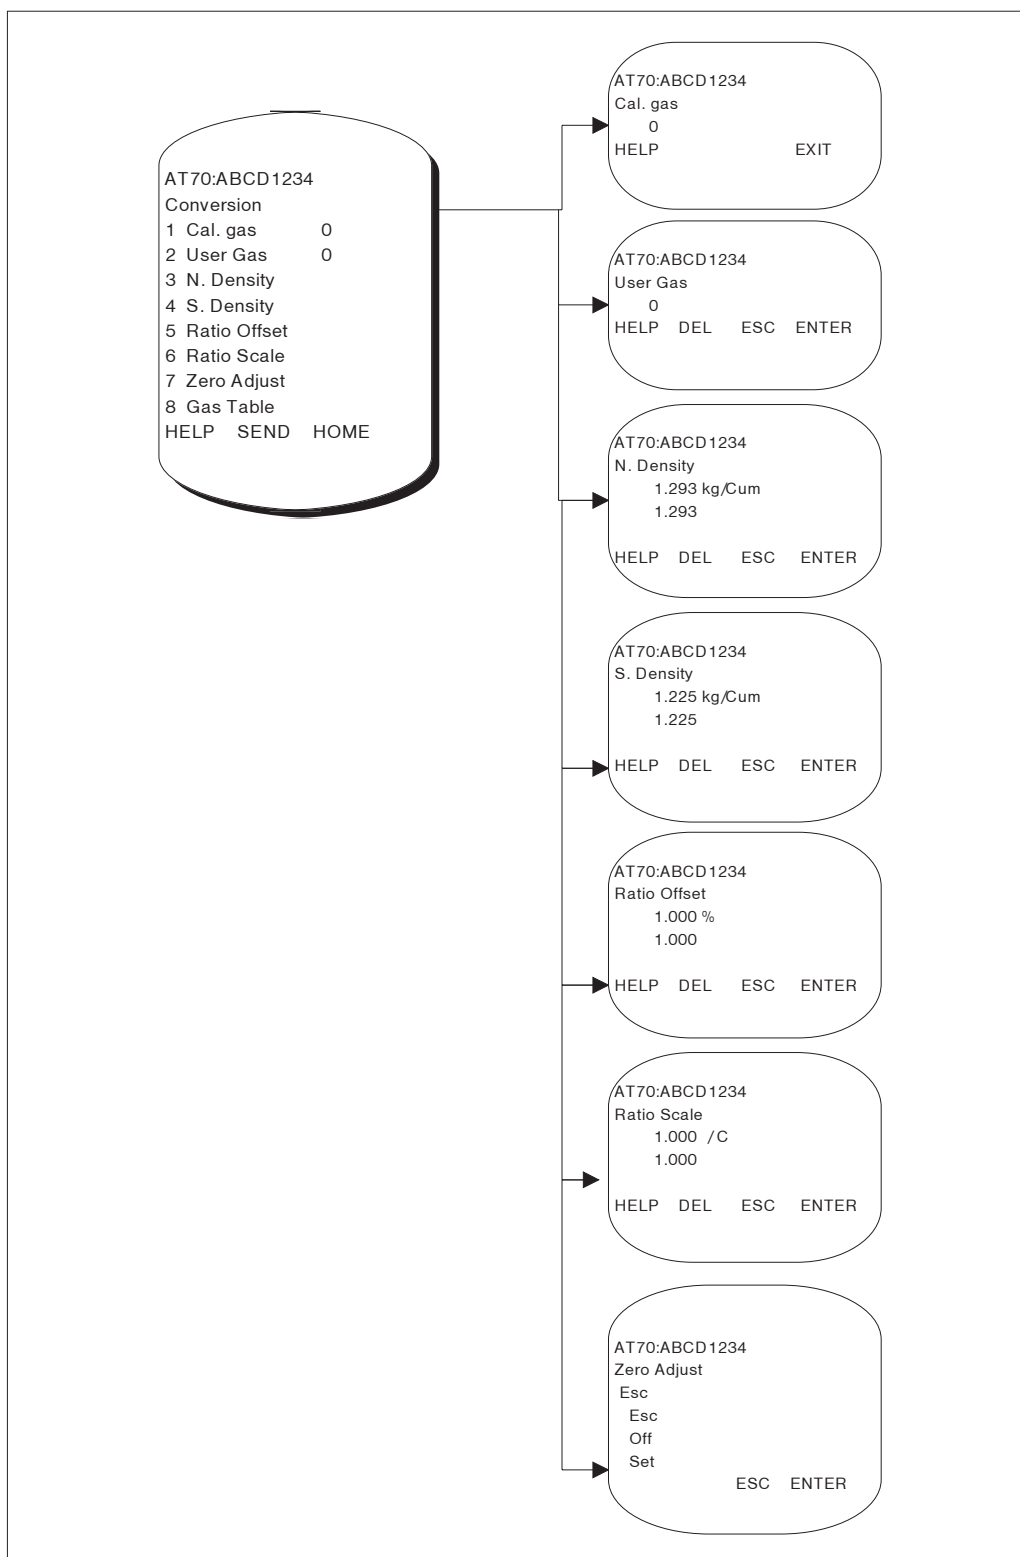 AT70:ABCD1234
Conversion
1 Cal. gas 0
2 User Gas 0
3 N. Density
4 S. Density
5 Ratio Offset
6 Ratio Scale
7 Zero Adjust
8 Gas Table
HELP SEND HOME
AT70:ABCD1234
Cal. gas
0
HELP EXIT
AT70:ABCD1234
User Gas
0
HELP DEL ESC ENTER
AT70:ABCD1234
N. Density
1.293 kg/Cum
1.293
HELP DEL ESC ENTER
AT70:ABCD1234
S. Density
1.225 kg/Cum
1.225
HELP DEL ESC ENTER
AT70:ABCD1234
Ratio Offset
1.000 %
1.000
HELP DEL ESC ENTER
AT70:ABCD1234
Ratio Scale
1.000 /C
1.000
HELP DEL ESC ENTER
AT70:ABCD1234
Zero Adjust
Esc
Esc
Off
Set
ESC ENTER